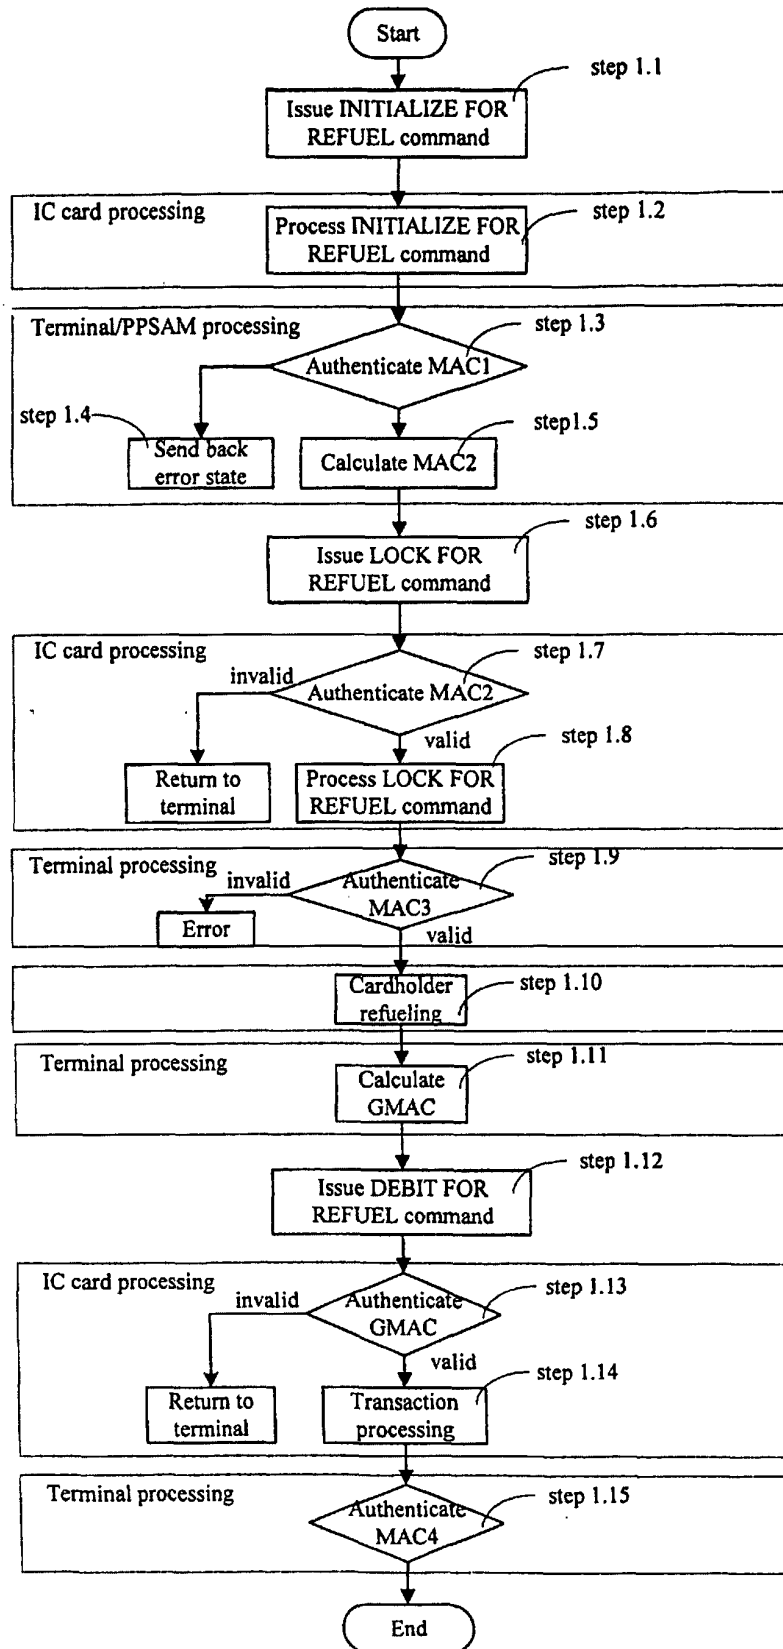 Start
step 1.1
Issue INITIALIZE FOR
REFUEL command
IC card processing
step 1.2
Process INITIALIZE FOR
REFUEL command
Terminal/PPSAM processing
step 1.3
Authenticate MAC1
step 1.4
step1.5
Send back
error state
Calculate MAC2
step 1.6
Issue LOCK FOR
REFUEL command
IC card processing
step 1.7
invalid
Authenticate MAC2
valid
step 1.8
Return to
terminal
Process LOCK FOR
REFUEL command
Terminal processing
step 1.9
invalid
Authenticate
MAC3
Error
valid
Cardholder
refueling
step 1.10
Terminal processing
step 1.11
Calculate
GMAC
step 1.12
Issue DEBIT FOR
REFUEL command
IC card processing
step 1.13
invalid
Authenticate
GMAC
valid
step 1.14
Return to
terminal
Transaction
processing
Terminal processing
step 1.15
Authenticate
MAC4
End